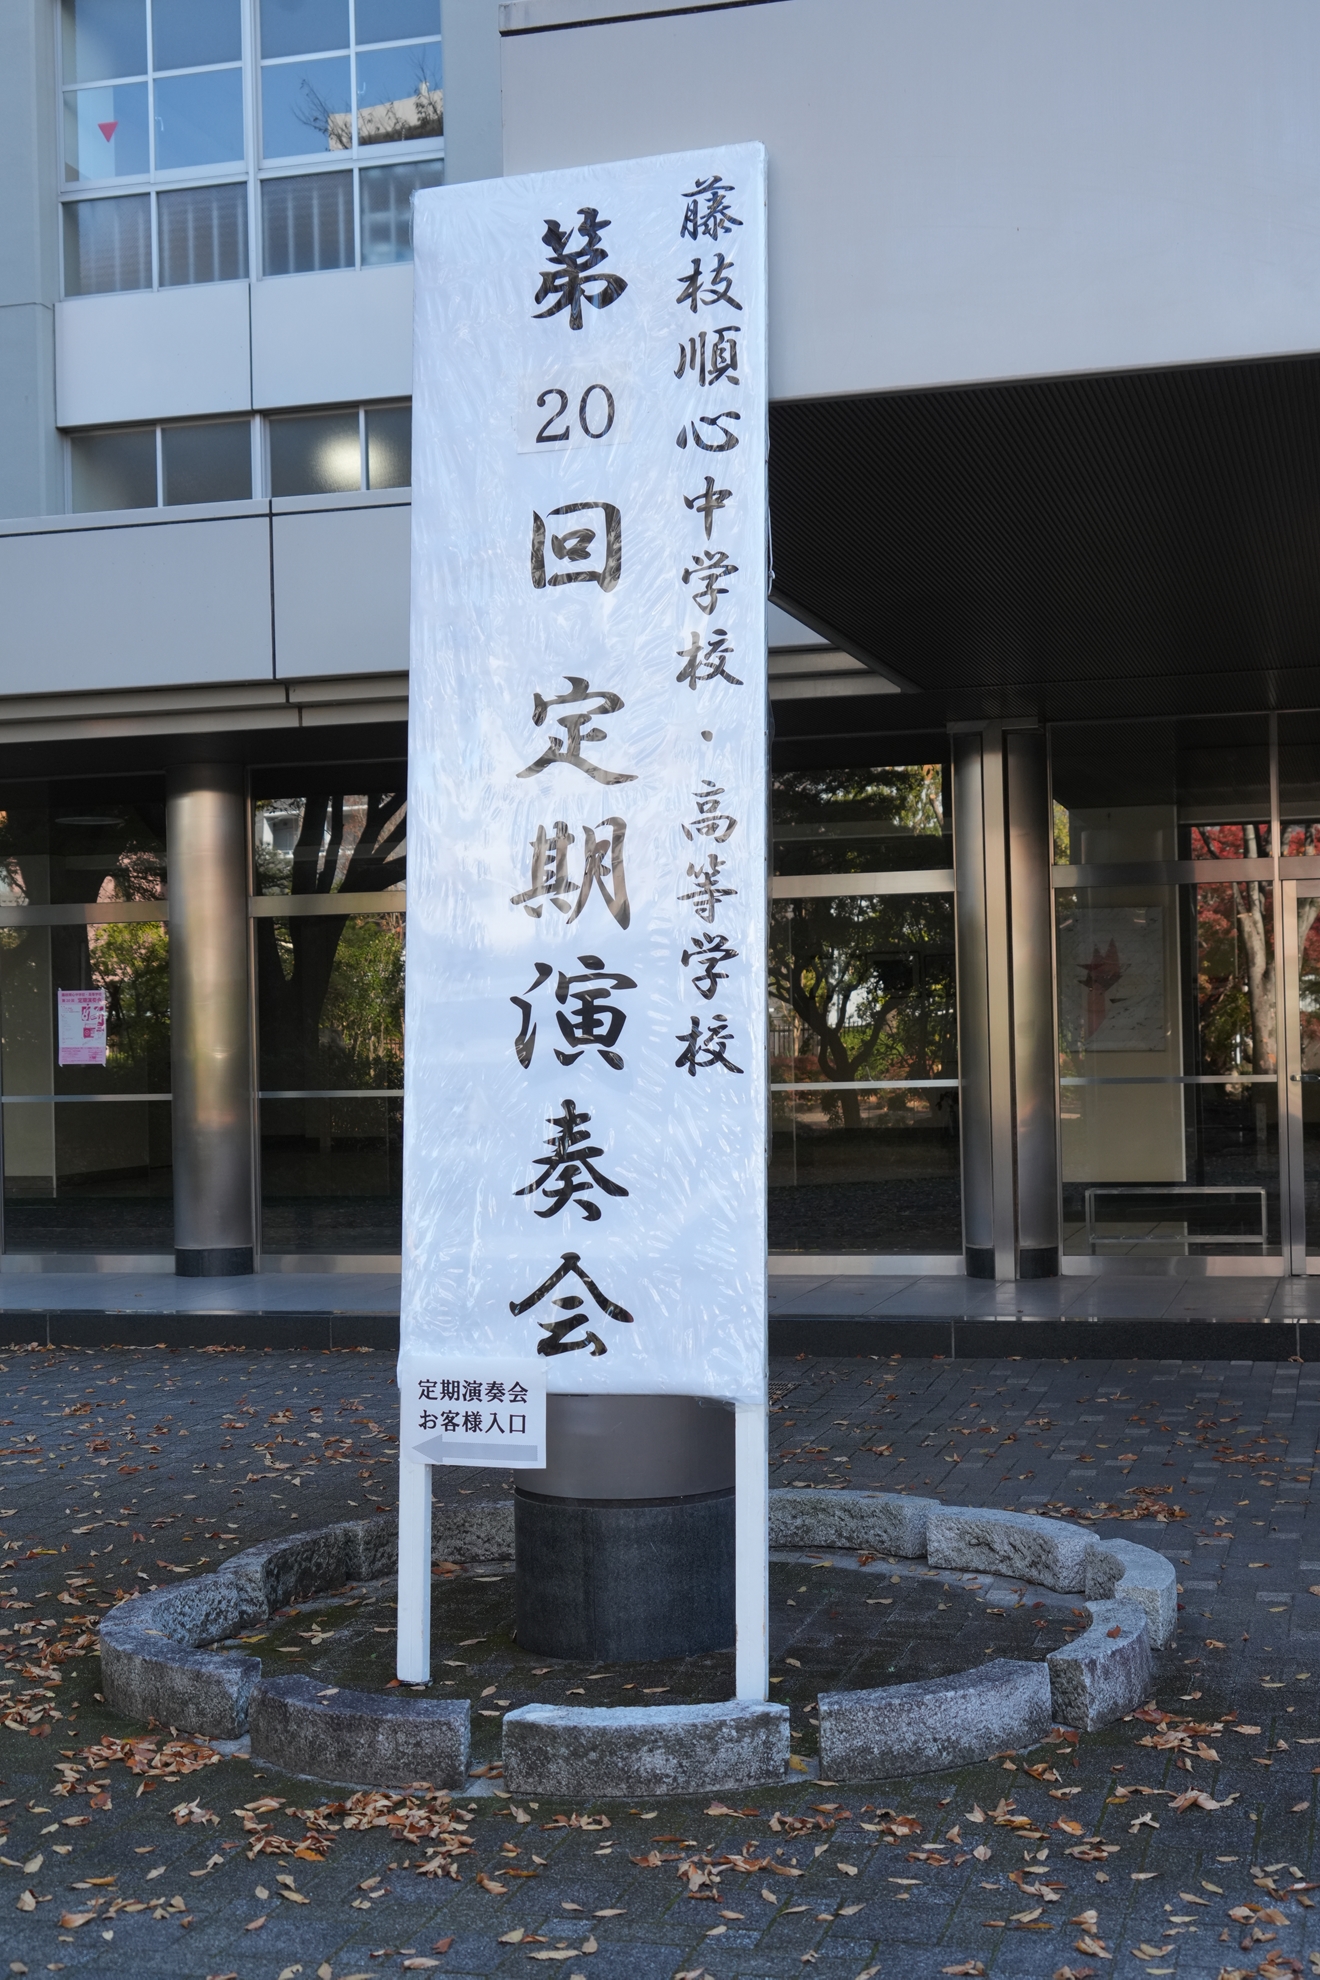 藤枝順心中学校・高等学校
第20回定期演奏会
定期演奏会
お客様入口